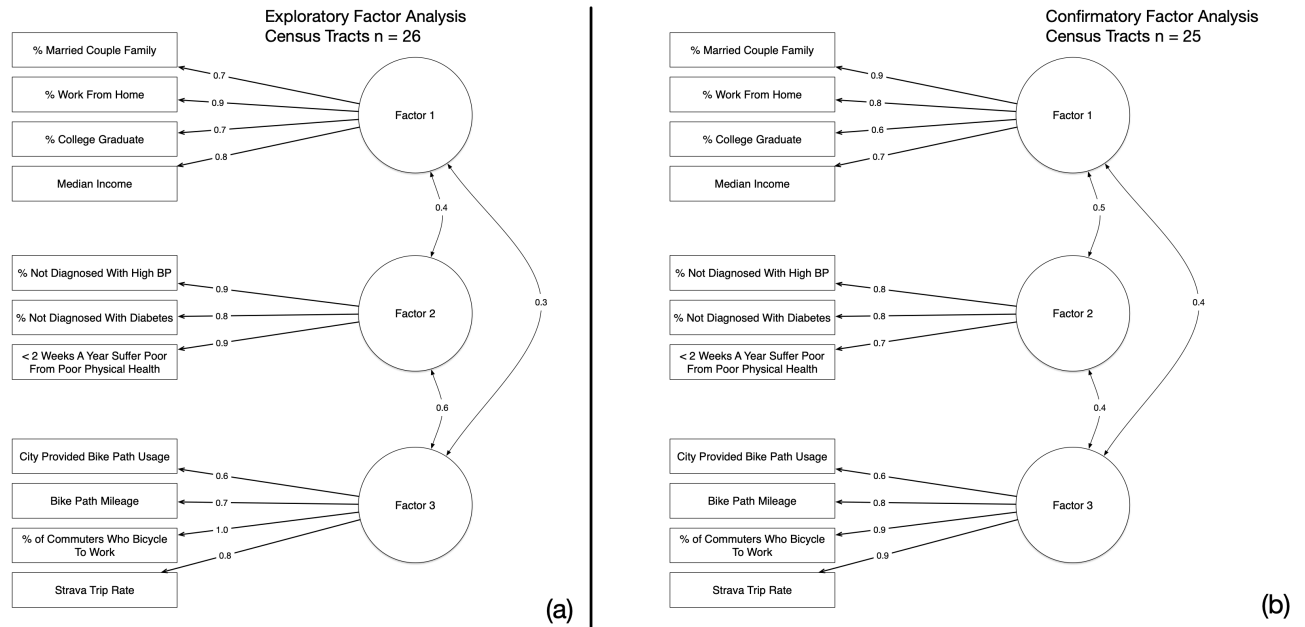 Exploratory Factor Analysis
Census Tracts n = 26
% Married Couple Family
% Work From Home
% College Graduate
Median Income
0.7
0.9
0.7
0.8
Factor 1
0.4
% Not Diagnosed With High BP
% Not Diagnosed With Diabetes
< 2 Weeks A Year Suffer Poor
From Poor Physical Health
0.9
0.8
0.9
Factor 2
0.3
0.6
City Provided Bike Path Usage
Bike Path Mileage
% of Commuters Who Bicycle
To Work
Strava Trip Rate
0.6
0.7
1.0
0.8
Factor 3
(a)
Confirmatory Factor Analysis
Census Tracts n = 25
% Married Couple Family
% Work From Home
% College Graduate
Median Income
0.9
0.8
0.6
0.7
Factor 1
0.5
% Not Diagnosed With High BP
% Not Diagnosed With Diabetes
< 2 Weeks A Year Suffer Poor
From Poor Physical Health
0.8
0.8
0.7
Factor 2
0.4
0.4
City Provided Bike Path Usage
Bike Path Mileage
% of Commuters Who Bicycle
To Work
Strava Trip Rate
0.6
0.8
0.9
0.9
Factor 3
(b)